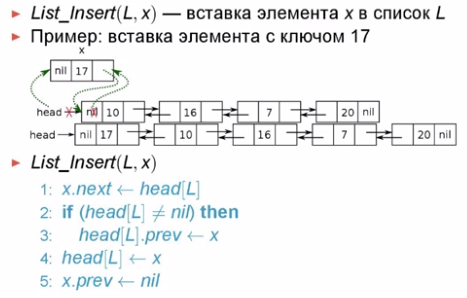 ► List_Insert(L, x) — вставка элемента x в список L
► Пример: вставка элемента с ключом 17
x
nil 17
head nil 10 16 7 20 nil
head nil 17 10 16 7 20 nil
► List_Insert(L, x)
1: x.next ← head[L]
2: if (head[L] ≠ nil) then
3: head[L].prev ← x
4: head[L] ← x
5: x.prev ← nil